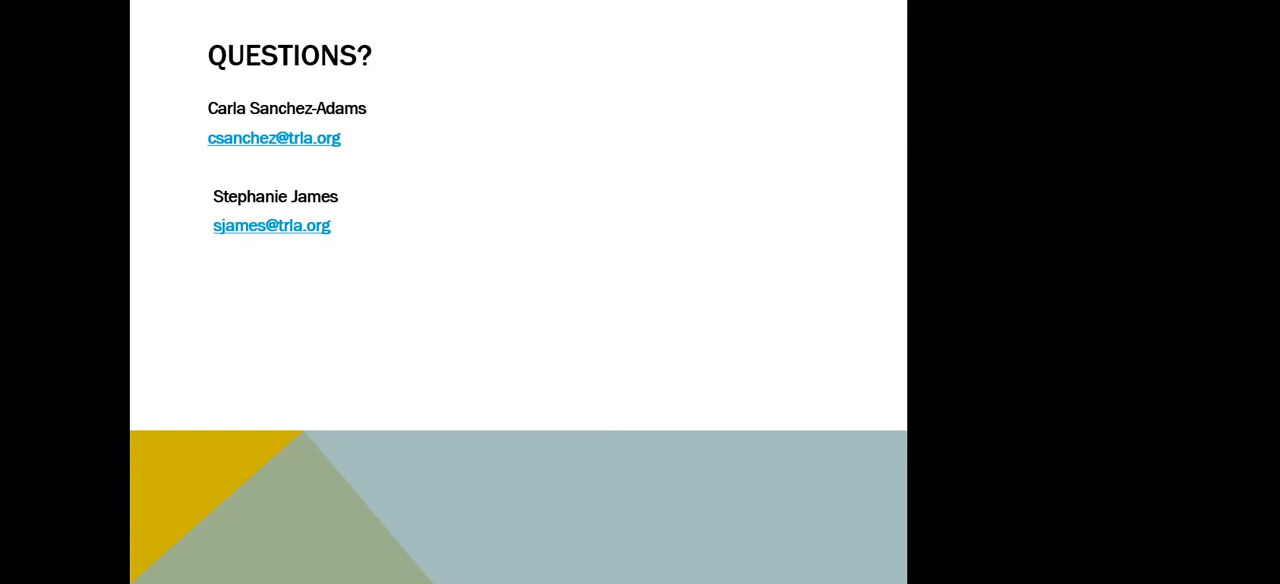 QUESTIONS?
Carla Sanchez-Adams
csanchez@trla.org
Stephanie James
sjames@trla.org